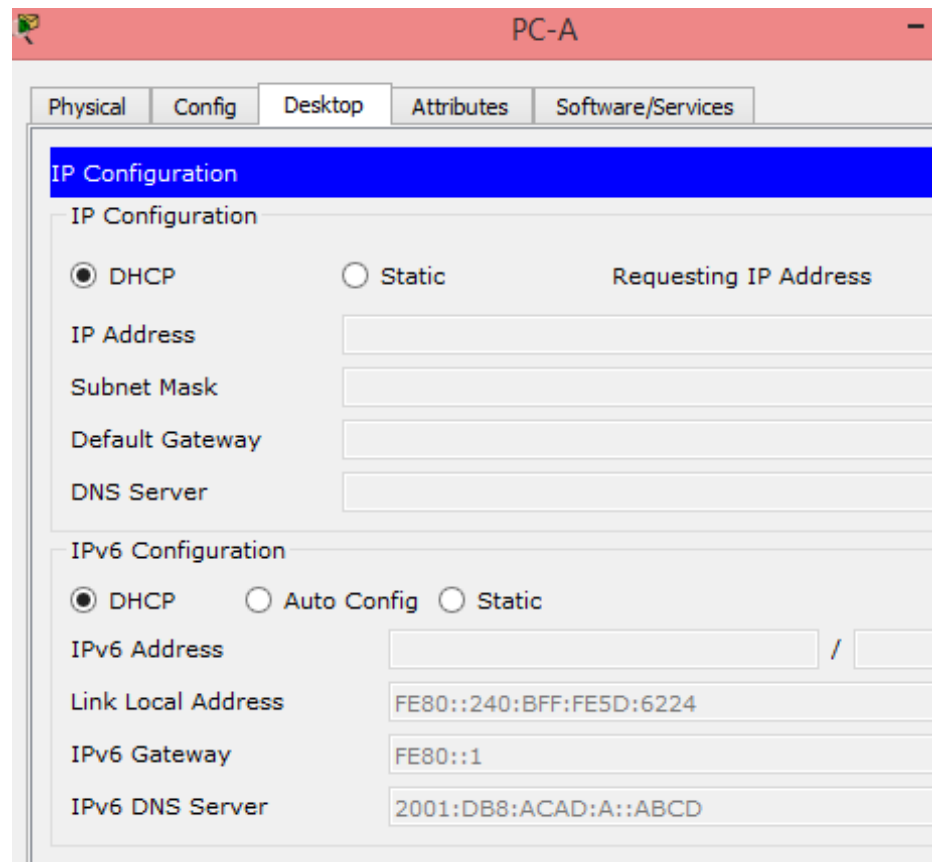 PC-A
Physical Config Desktop Attributes Software/Services
IP Configuration
IP Configuration
DHCP Static Requesting IP Address
IP Address
Subnet Mask
Default Gateway
DNS Server
IPv6 Configuration
DHCP Auto Config Static
IPv6 Address /
Link Local Address FE80::240:BFF:FE5D:6224
IPv6 Gateway FE80::1
IPv6 DNS Server 2001:DB8:ACAD:A::ABCD